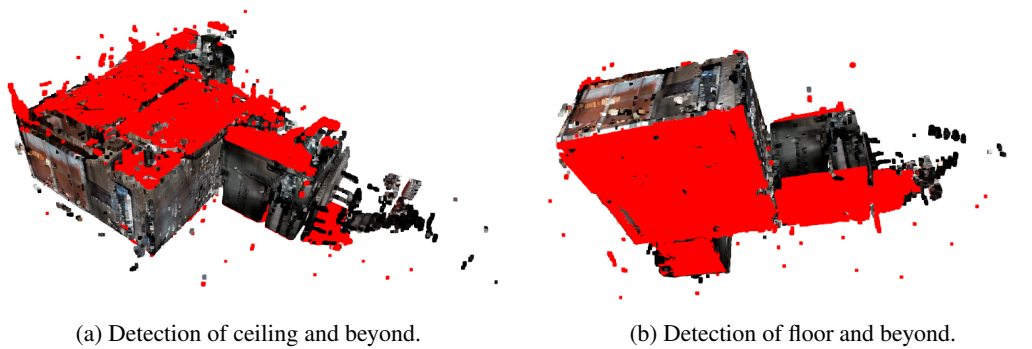 (a) Detection of ceiling and beyond.
(b) Detection of floor and beyond.